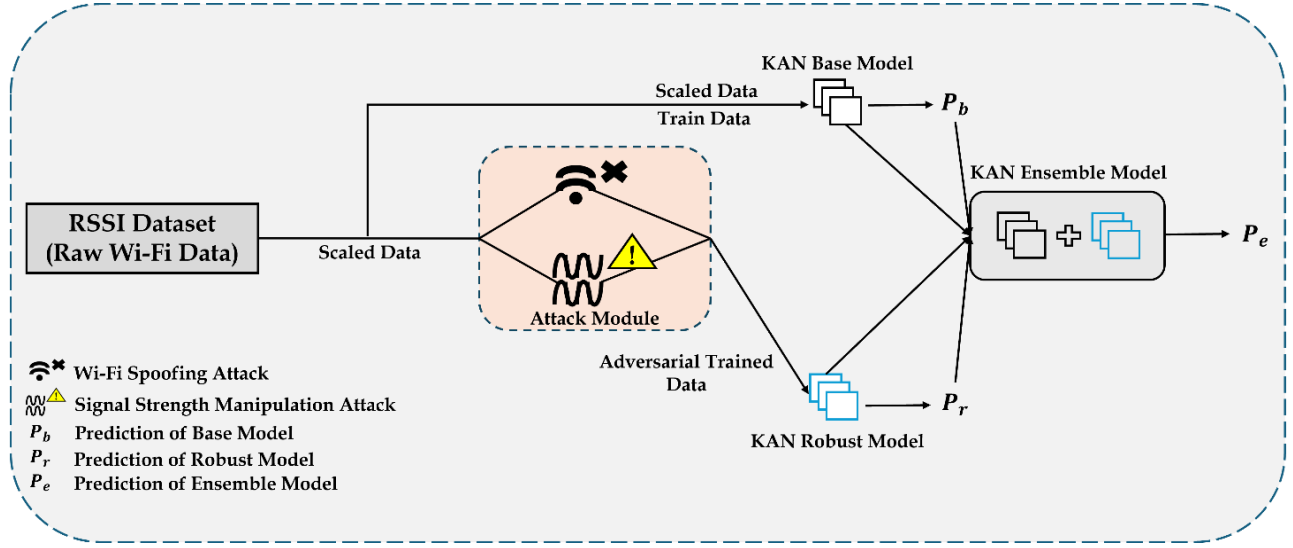 KAN Base Model
Scaled Data
Train Data
P_b
KAN Ensemble Model
RSSI Dataset
(Raw Wi-Fi Data)
Scaled Data
!
P_e
Attack Module
Adversarial Trained
Data
P_r
KAN Robust Model
Wi-Fi Spoofing Attack
! Signal Strength Manipulation Attack
P_b Prediction of Base Model
P_r Prediction of Robust Model
P_e Prediction of Ensemble Model